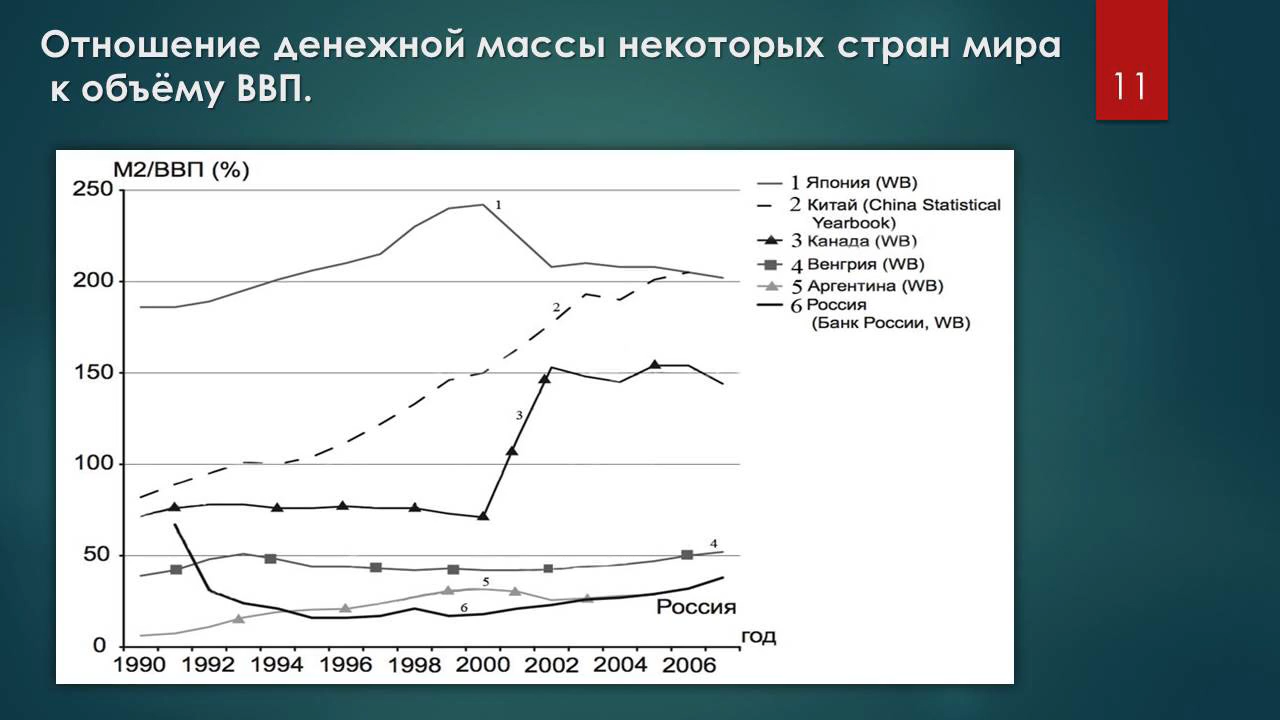 Отношение денежной массы некоторых стран мира
к объёму ВВП.
11
М2/ВВП (%)
250
200
150
100
50
0
1990 1992 1994 1996 1998 2000 2002 2004 2006
год
1
2
3
4
5
6
Россия
1 Япония (WB)
2 Китай (China Statistical
Yearbook)
3 Канада (WB)
4 Венгрия (WB)
5 Аргентина (WB)
6 Россия
(Банк России, WB)